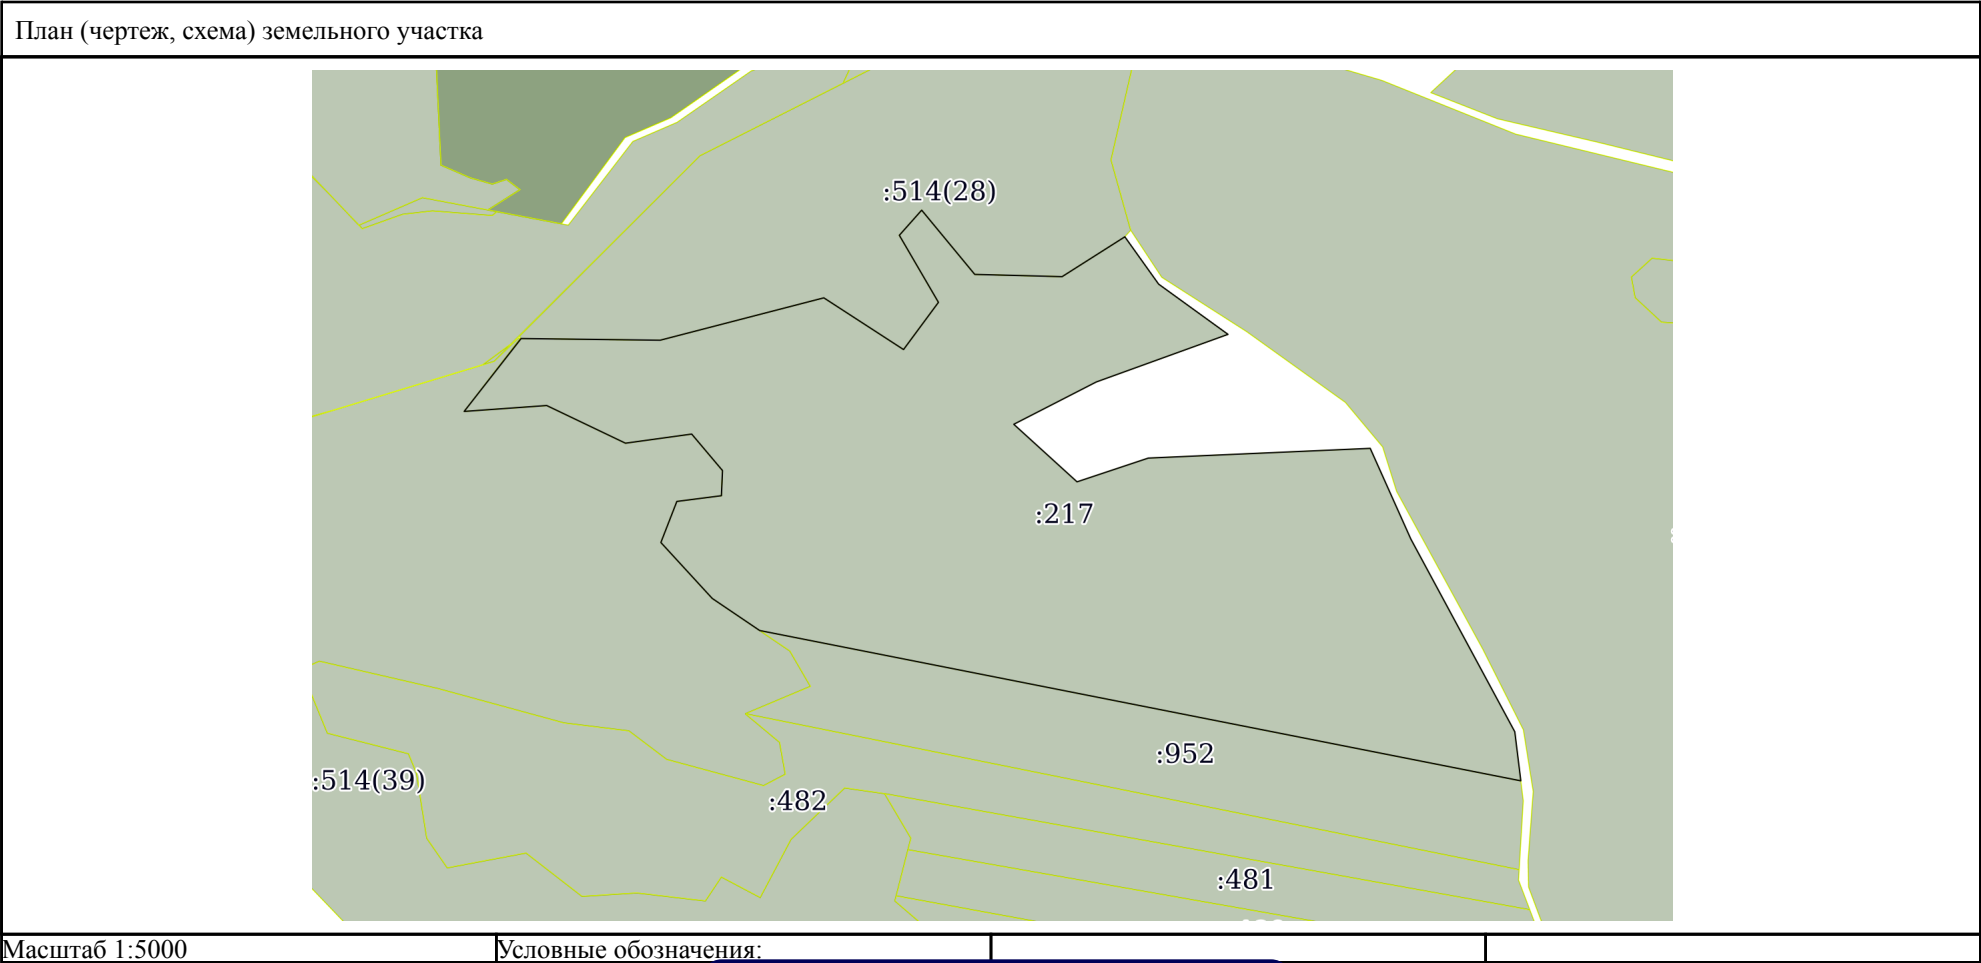 План (чертеж, схема) земельного участка
:514(28)
:217
:952
:514(39)
:482
:481
Масштаб 1:5000
Условные обозначения: